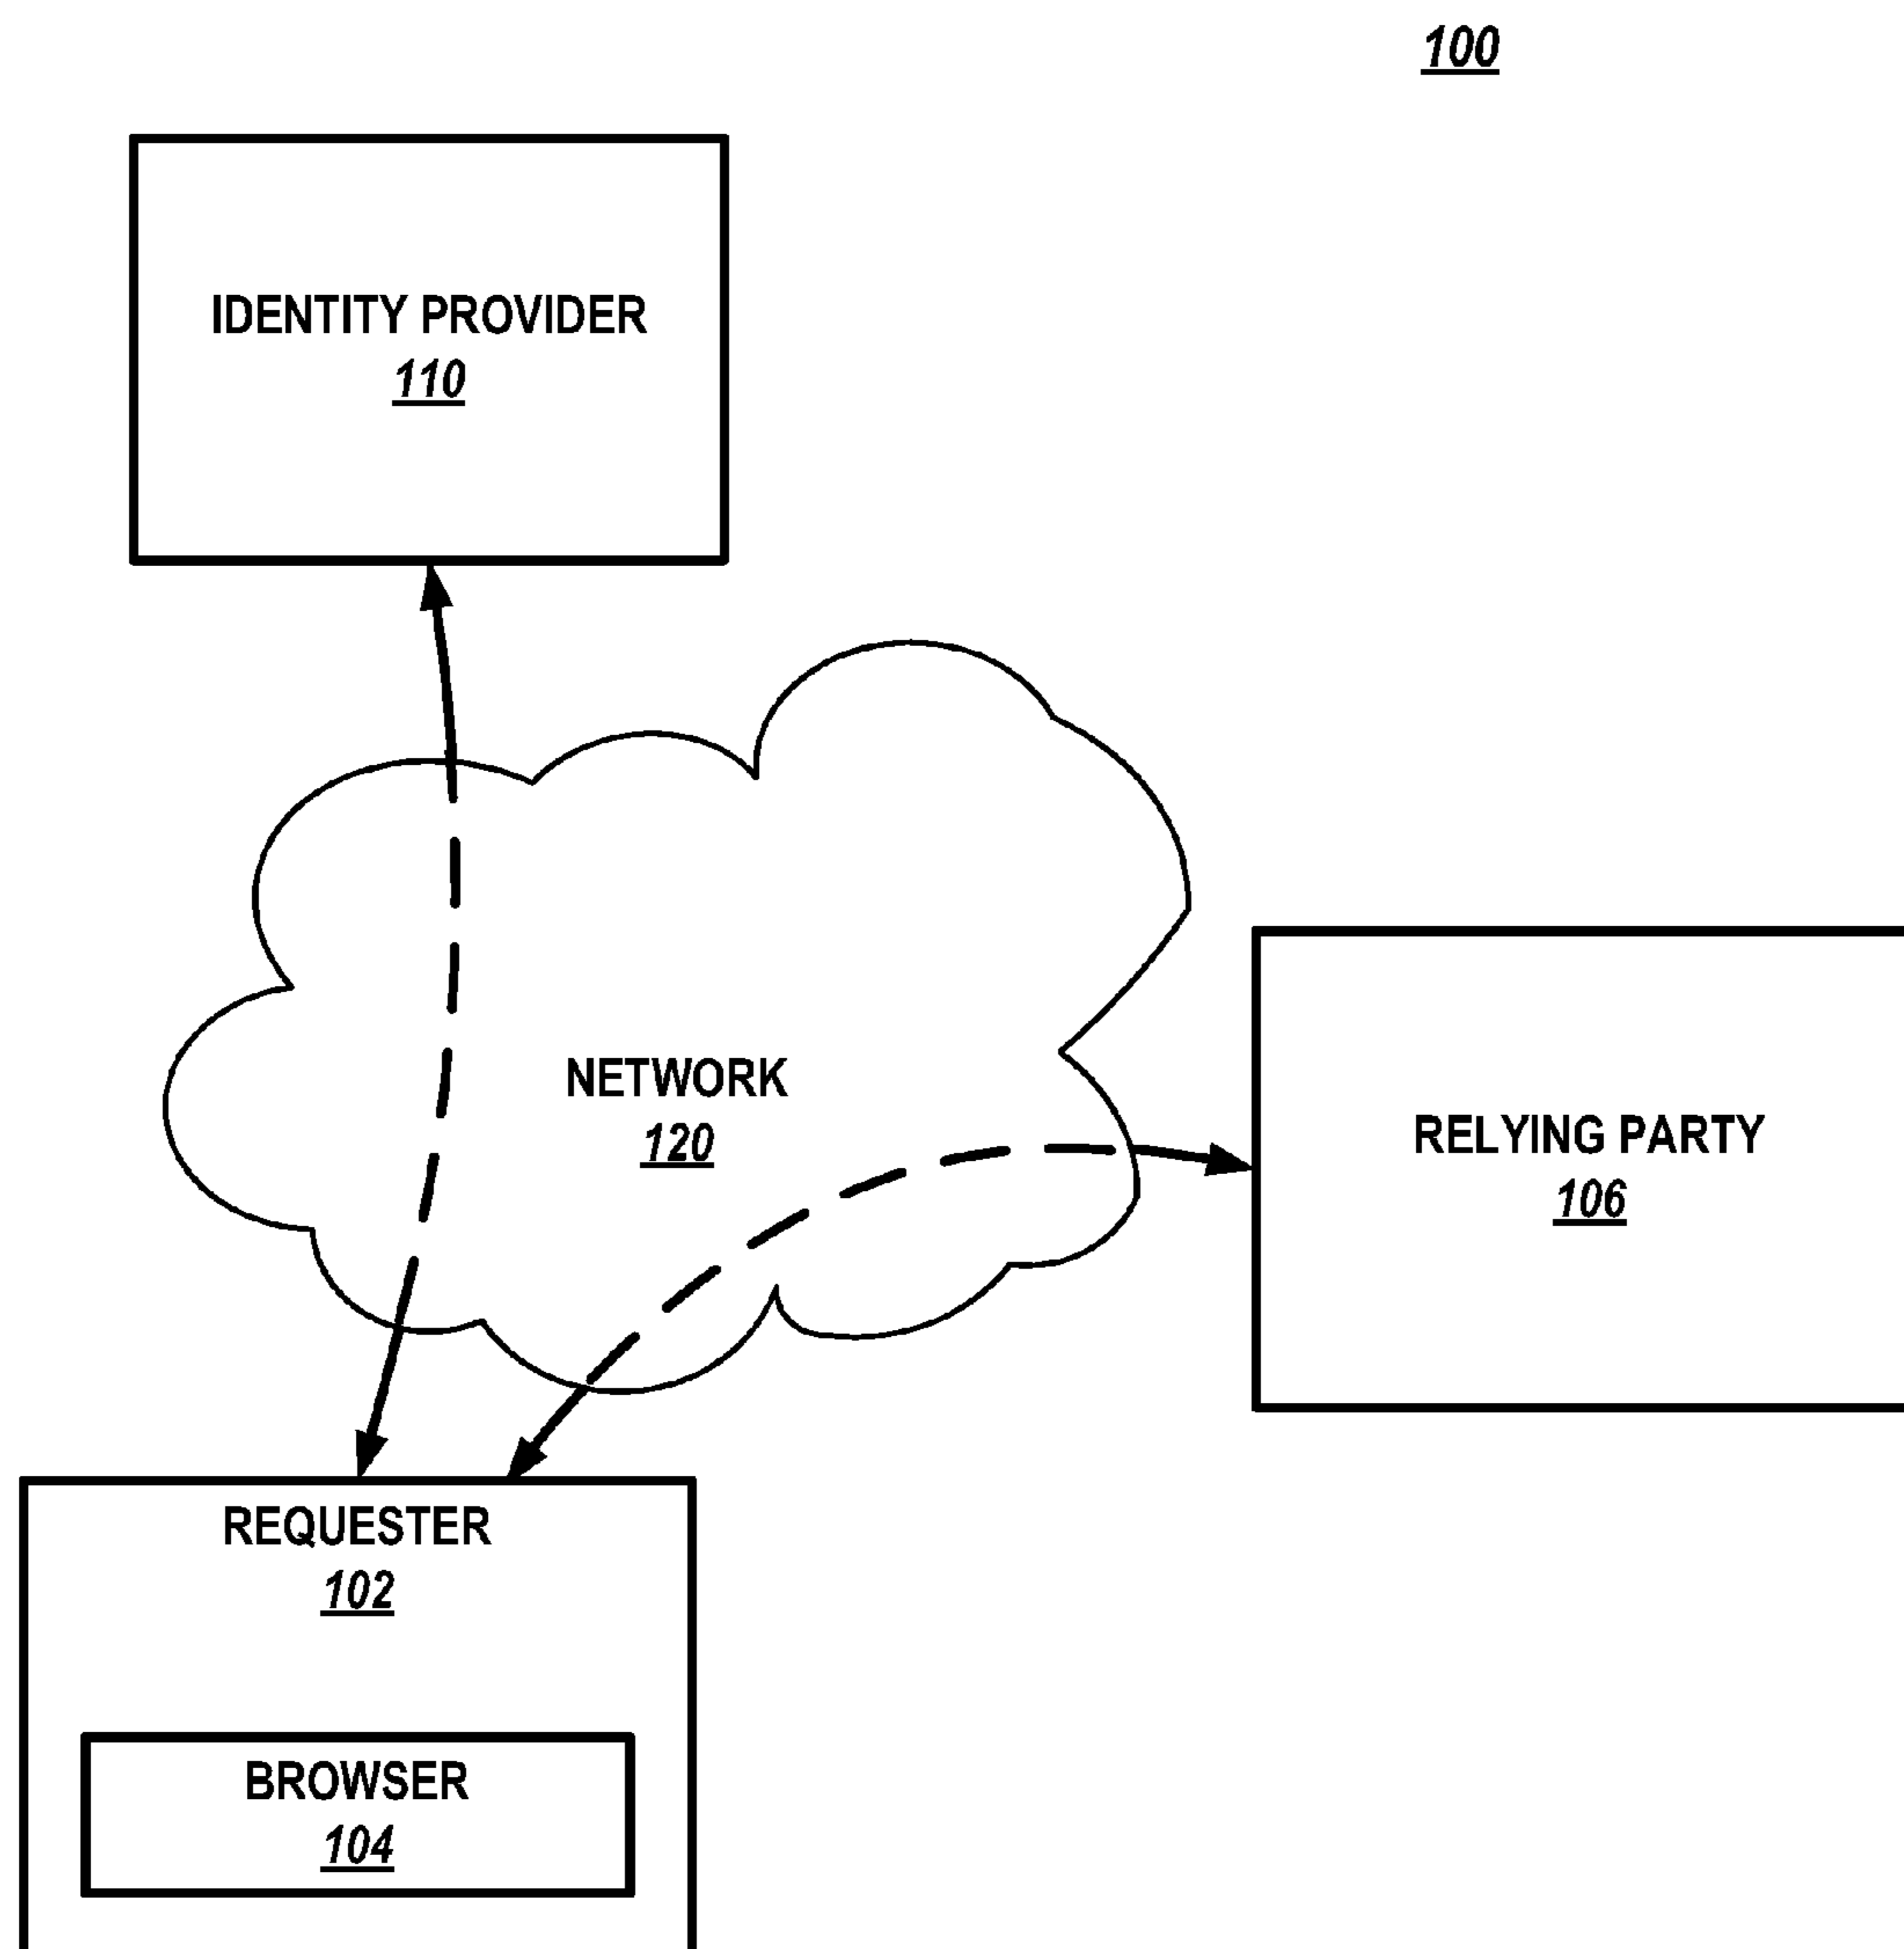 100
IDENTITY PROVIDER
110
NETWORK
120
RELYING PARTY
106
REQUESTER
102
BROWSER
104